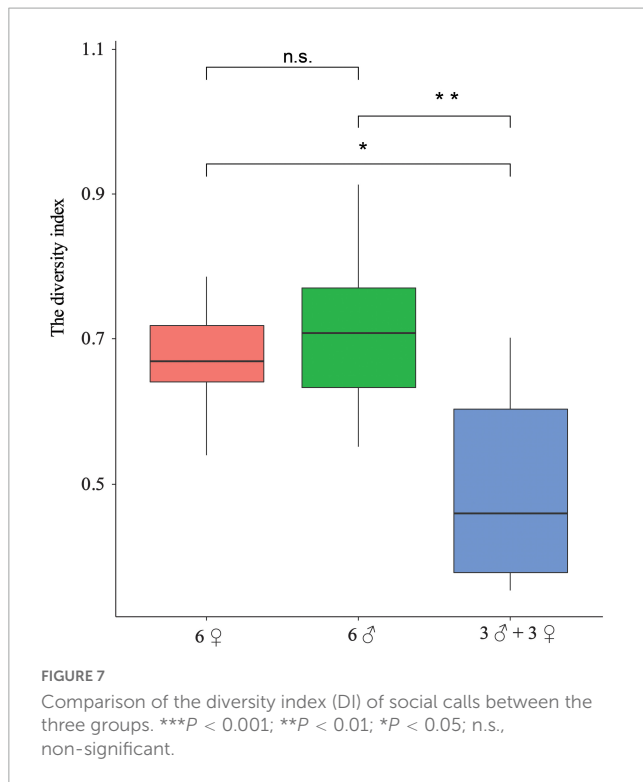 1.1
n.s.
* *
*
0.9
The diversity index
0.7
0.5
6 ♀
6 ♂
3 ♂ + 3 ♀
FIGURE 7
Comparison of the diversity index (DI) of social calls between the
three groups. ***P < 0.001; **P < 0.01; *P < 0.05; n.s.,
non-significant.